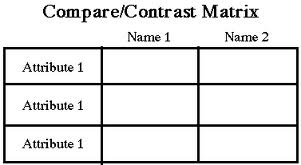 Compare/Contrast Matrix
Name 1 Name 2
Attribute 1
Attribute 1
Attribute 1